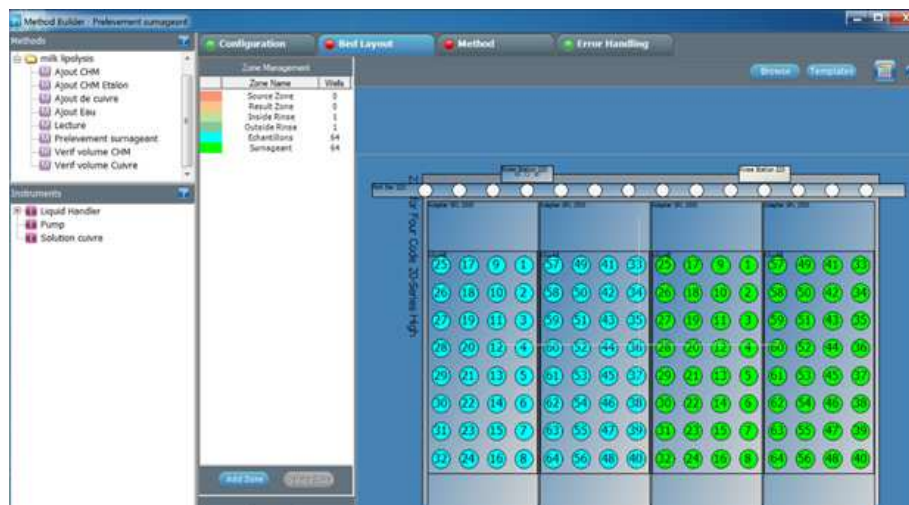 Method Builder - Prelevement surnageant
Methods
milk lipolysis
Ajout CHM
Ajout CHM Etalon
Ajout de cuivre
Ajout Eau
Lecture
Prelevement surnageant
Verif volume CHM
Verif volume Cuivre
Instruments
Liquid Handler
Pump
Solution cuivre
Configuration
Bed Layout
Method
Error Handling
Zone Management
Zone Name Wells
Source Zone 0
Result Zone 0
Inside Rinse 1
Outside Rinse 1
Echantillons 64
Surnageant 64
Add Zone
Browse
Templates
for Four Code 20-Series High
25 17 9 1 57 49 41 33 25 17 9 1 57 49 41 33
26 18 10 2 58 50 42 34 26 18 10 2 58 50 42 34
27 19 11 3 59 51 43 35 27 19 11 3 59 51 43 35
28 20 12 4 60 52 44 36 28 20 12 4 60 52 44 36
29 21 13 5 61 53 45 37 29 21 13 5 61 53 45 37
30 22 14 6 62 54 46 38 30 22 14 6 62 54 46 38
31 23 15 7 63 55 47 39 31 23 15 7 63 55 47 39
32 24 16 8 64 56 48 40 32 24 16 8 64 56 48 40